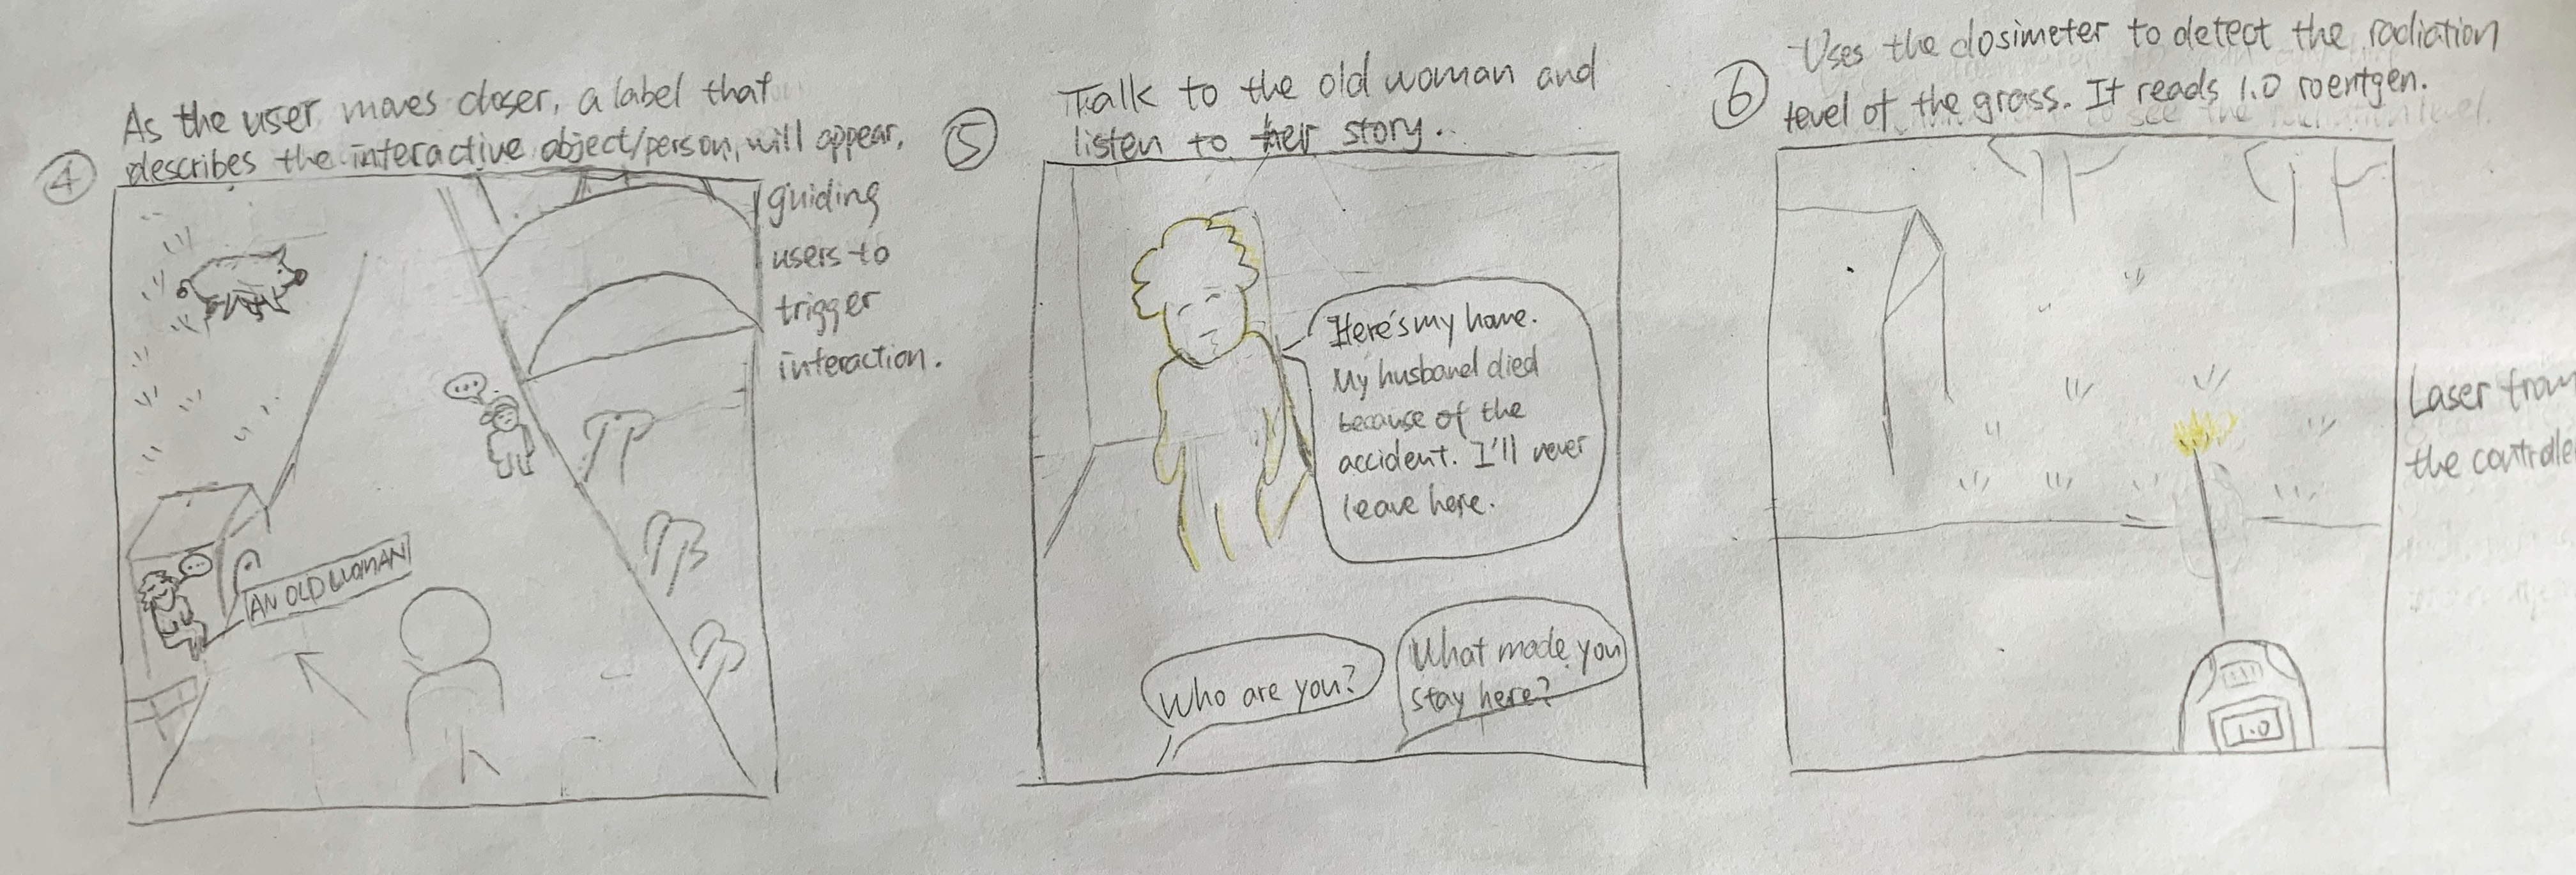 ④
As the user moves closer, a label that
describes the interactive object/person, will appear,
guiding
users to
trigger
interaction.
AN OLD WOMAN
⑤
Talk to the old woman and
listen to her story.
Here's my home.
My husband died
because of the
accident. I'll never
leave here.
Who are you?
What made you
stay here?
⑥
Uses the dosimeter to detect the radiation
level of the grass. It reads 1.0 roentgen.
Laser from
the controller
1.0